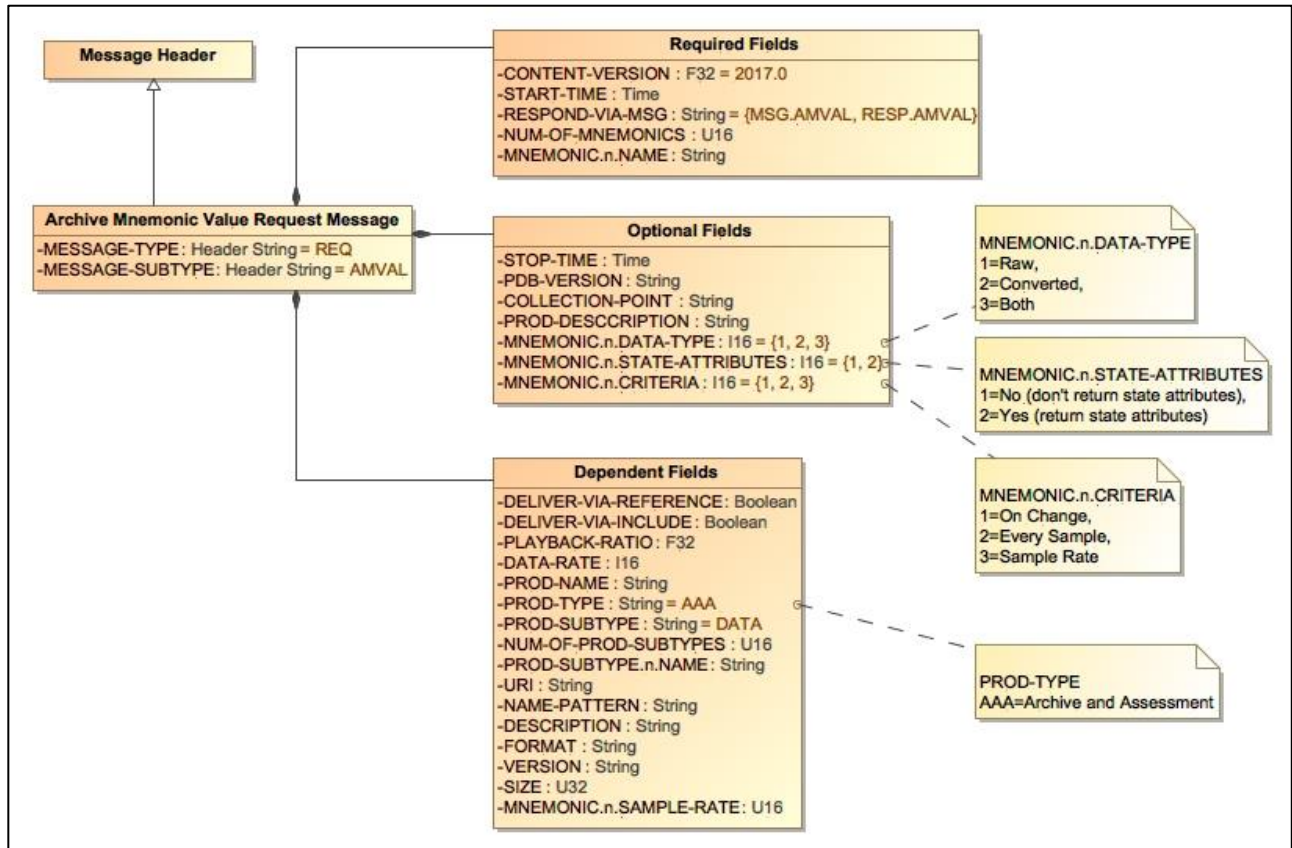 Message Header
Required Fields
-CONTENT-VERSION : F32 = 2017.0
-START-TIME : Time
-RESPOND-VIA-MSG : String = {MSG.AMVAL, RESP.AMVAL}
-NUM-OF-MNEMONICS : U16
-MNEMONIC.n.NAME : String
Archive Mnemonic Value Request Message
-MESSAGE-TYPE : Header String = REQ
-MESSAGE-SUBTYPE : Header String = AMVAL
Optional Fields
-STOP-TIME : Time
-PDB-VERSION : String
-COLLECTION-POINT : String
-PROD-DESCCRIPTION : String
-MNEMONIC.n.DATA-TYPE : I16 = {1, 2, 3}
-MNEMONIC.n.STATE-ATTRIBUTES : I16 = {1, 2}
-MNEMONIC.n.CRITERIA : I16 = {1, 2, 3}
MNEMONIC.n.DATA-TYPE
1=Raw,
2=Converted,
3=Both
MNEMONIC.n.STATE-ATTRIBUTES
1=No (don't return state attributes),
2=Yes (return state attributes)
MNEMONIC.n.CRITERIA
1=On Change,
2=Every Sample,
3=Sample Rate
Dependent Fields
-DELIVER-VIA-REFERENCE : Boolean
-DELIVER-VIA-INCLUDE : Boolean
-PLAYBACK-RATIO : F32
-DATA-RATE : I16
-PROD-NAME : String
-PROD-TYPE : String = AAA
-PROD-SUBTYPE : String = DATA
-NUM-OF-PROD-SUBTYPES : U16
-PROD-SUBTYPE.n.NAME : String
-URI : String
-NAME-PATTERN : String
-DESCRIPTION : String
-FORMAT : String
-VERSION : String
-SIZE : U32
-MNEMONIC.n.SAMPLE-RATE : U16
PROD-TYPE
AAA=Archive and Assessment